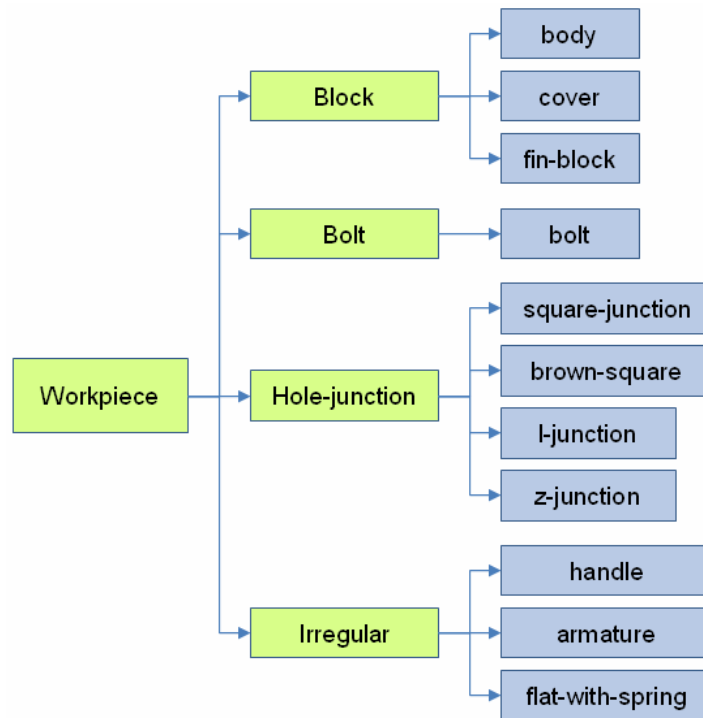 body
Block
cover
fin-block
Bolt
bolt
square-junction
brown-square
Workpiece
Hole-junction
l-junction
z-junction
handle
Irregular
armature
flat-with-spring